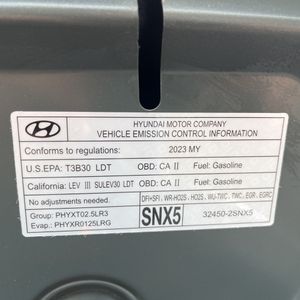 HYUNDAI MOTOR COMPANY
VEHICLE EMISSION CONTROL INFORMATION
Conforms to regulations: 2023 MY
U.S.EPA: T3B30 LDT OBD: CA II Fuel: Gasoline
California: LEV III SULEV30 LDT OBD: CA II Fuel: Gasoline
No adjustments needed. DFI+SFI, WR-HO2S, HO2S, WU-TWC, TWC, EGR, EGRC
Group: PHYXT02.5LR3 SNX5 32450-2SNX5
Evap.: PHYXR0125LRG